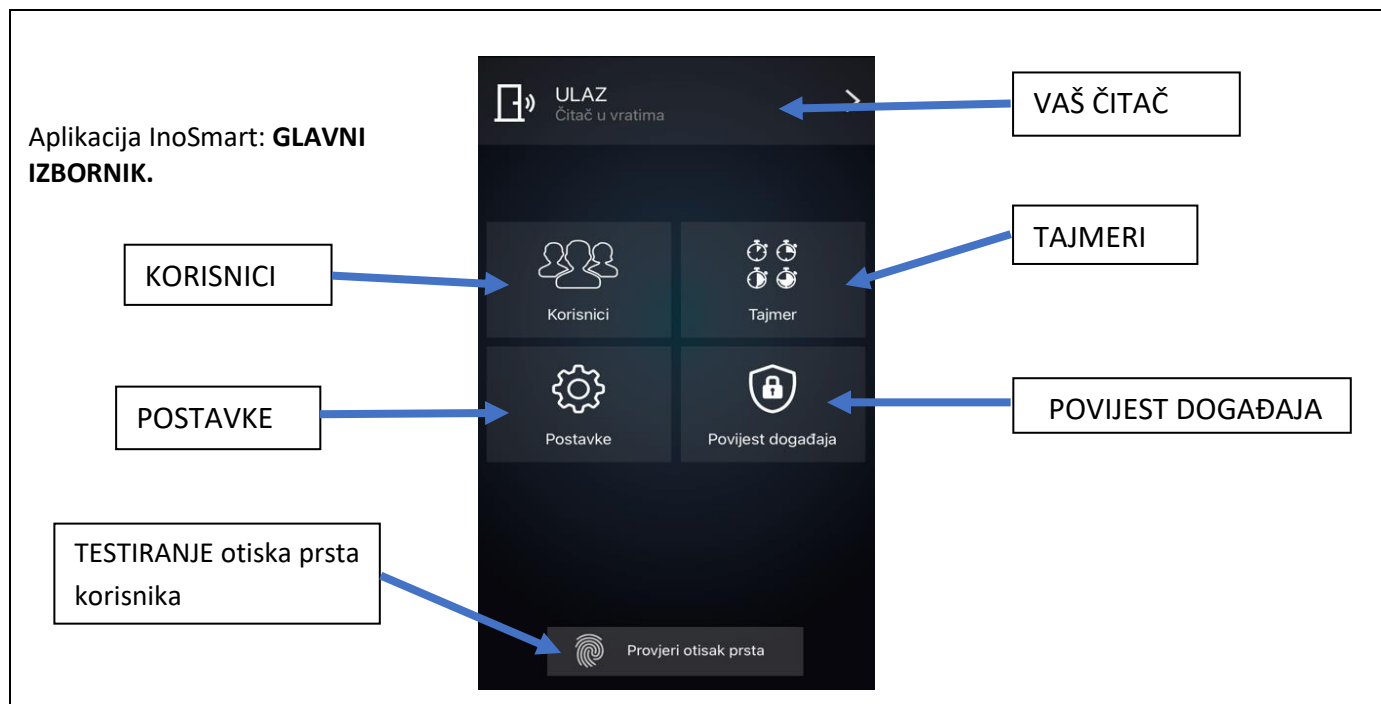 ULAZ
Čitač u vratima
VAŠ ČITAČ
Aplikacija InoSmart: GLAVNI
IZBORNIK.
TAJMERI
KORISNICI
Korisnici
Tajmer
POSTAVKE
Postavke
Povijest događaja
POVIJEST DOGAĐAJA
TESTIRANJE otiska prsta
korisnika
Provjeri otisak prsta